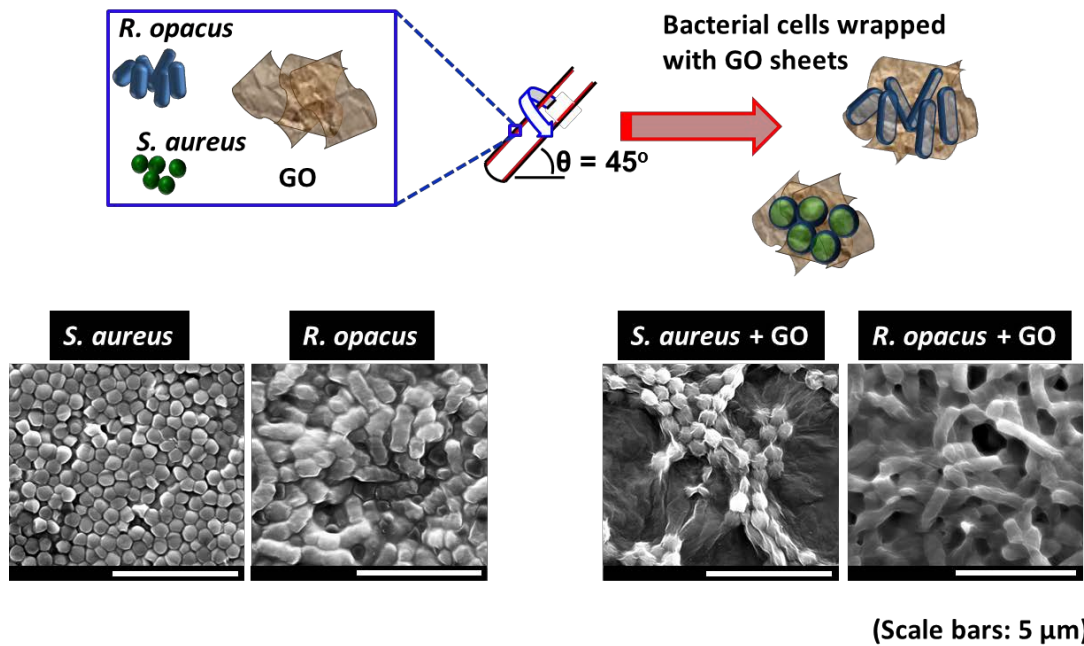 R. opacus
S. aureus
GO
θ = 45º
Bacterial cells wrapped
with GO sheets
S. aureus
R. opacus
S. aureus + GO
R. opacus + GO
(Scale bars: 5 µm)